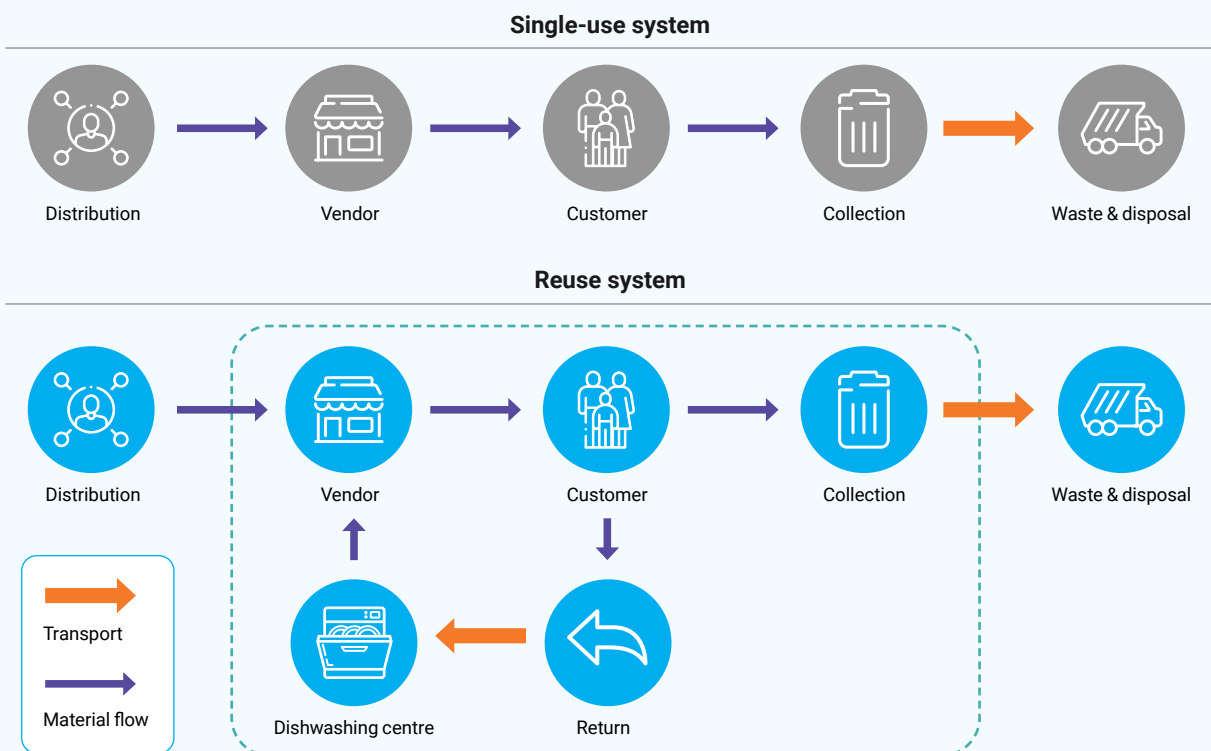 Single-use system
Distribution
Vendor
Customer
Collection
Waste & disposal
Reuse system
Distribution
Vendor
Customer
Collection
Waste & disposal
Transport
Material flow
Dishwashing centre
Return